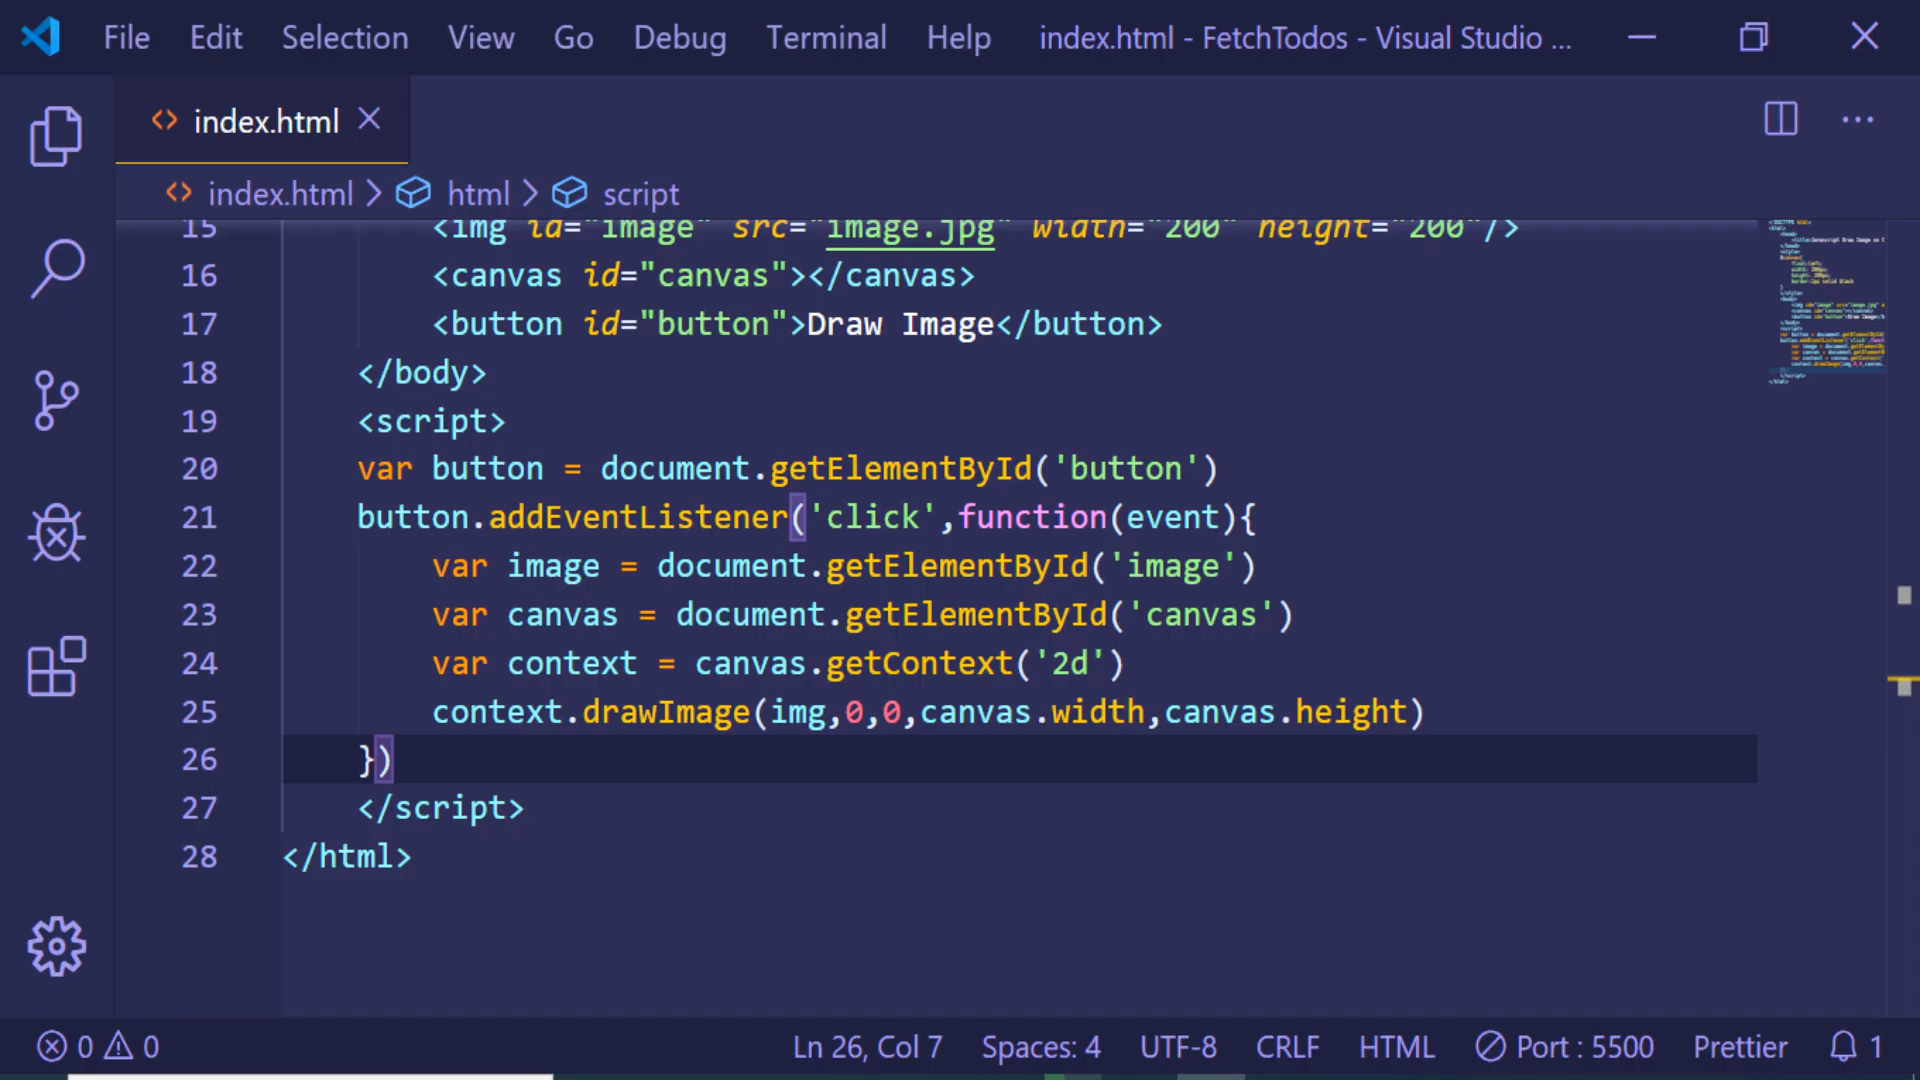 File Edit Selection View Go Debug Terminal Help index.html - FetchTodos - Visual Studio ...
index.html
index.html > html > script
15 <img id="image" src="image.jpg" width="200" height="200"/>
16 <canvas id="canvas"></canvas>
17 <button id="button">Draw Image</button>
18 </body>
19 <script>
20 var button = document.getElementById('button')
21 button.addEventListener('click',function(event){
22 var image = document.getElementById('image')
23 var canvas = document.getElementById('canvas')
24 var context = canvas.getContext('2d')
25 context.drawImage(img,0,0,canvas.width,canvas.height)
26 })
27 </script>
28 </html>
0 0 Ln 26, Col 7 Spaces: 4 UTF-8 CRLF HTML Port : 5500 Prettier 1